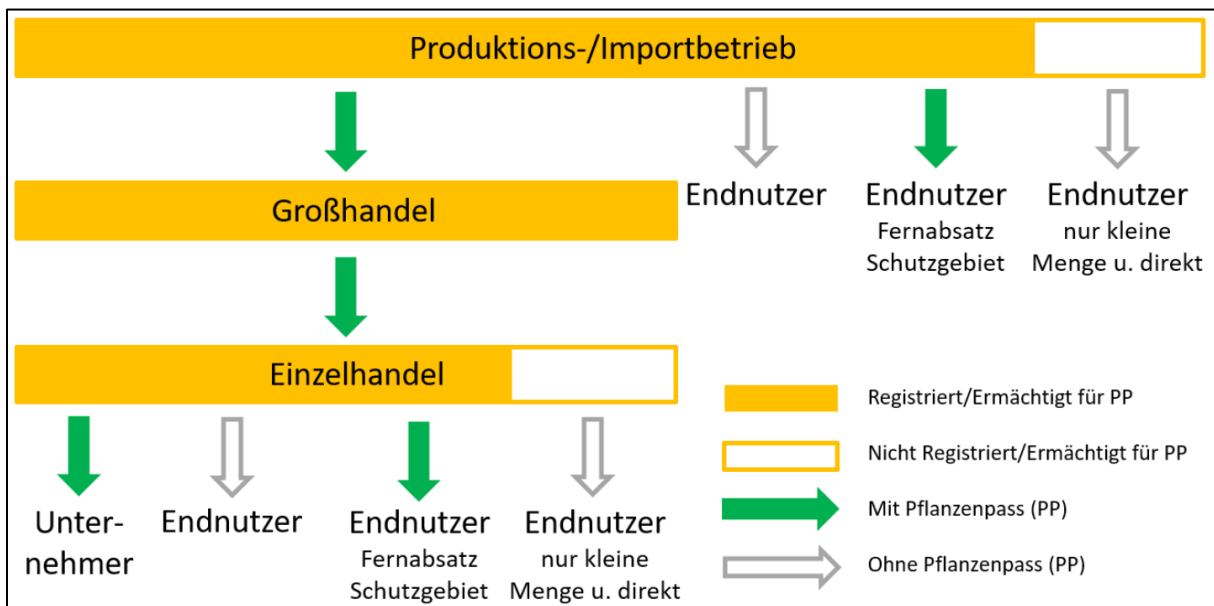 Produktions-/Importbetrieb
Großhandel
Endnutzer
Endnutzer
Fernabsatz
Schutzgebiet
Endnutzer
nur kleine
Menge u. direkt
Einzelhandel
Unter-
nehmer
Endnutzer
Endnutzer
Fernabsatz
Schutzgebiet
Endnutzer
nur kleine
Menge u. direkt
Registriert/Ermächtigt für PP
Nicht Registriert/Ermächtigt für PP
Mit Pflanzenpass (PP)
Ohne Pflanzenpass (PP)